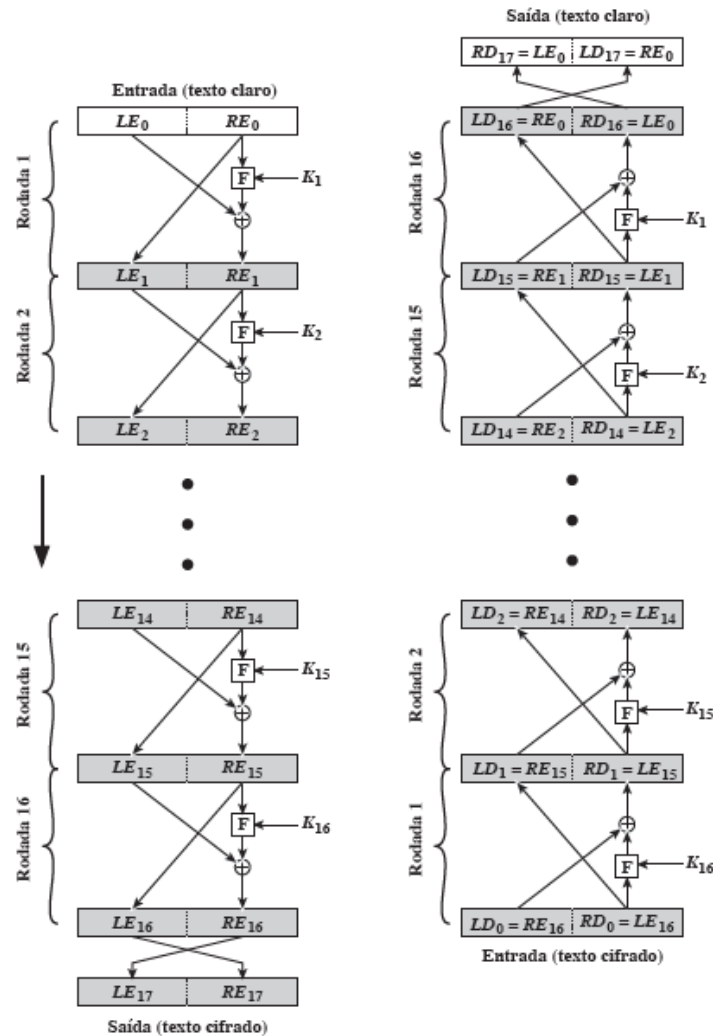 Entrada (texto claro)
LE0 RE0
Rodada 1
F
K1
LE1 RE1
Rodada 2
F
K2
LE2 RE2
LE14 RE14
Rodada 15
F
K15
LE15 RE15
Rodada 16
F
K16
LE16 RE16
LE17 RE17
Saída (texto cifrado)
Saída (texto claro)
RD17 = LE0 LD17 = RE0
LD16 = RE0 RD16 = LE0
Rodada 16
F
K1
LD15 = RE1 RD15 = LE1
Rodada 15
F
K2
LD14 = RE2 RD14 = LE2
LD2 = RE14 RD2 = LE14
Rodada 2
F
K15
LD1 = RE15 RD1 = LE15
Rodada 1
F
K16
LD0 = RE16 RD0 = LE16
Entrada (texto cifrado)